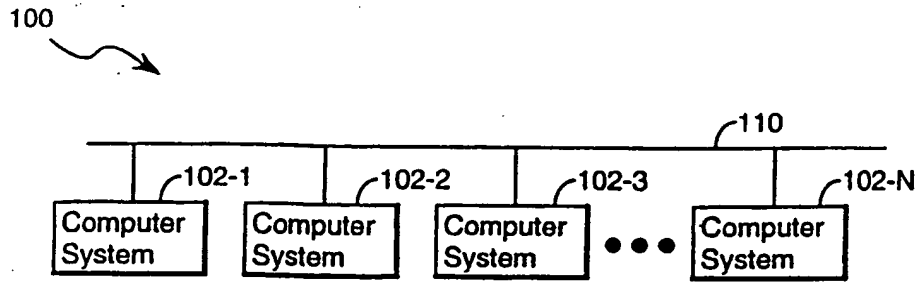 100
110
102-1
102-2
102-3
102-N
Computer
System
Computer
System
Computer
System
Computer
System